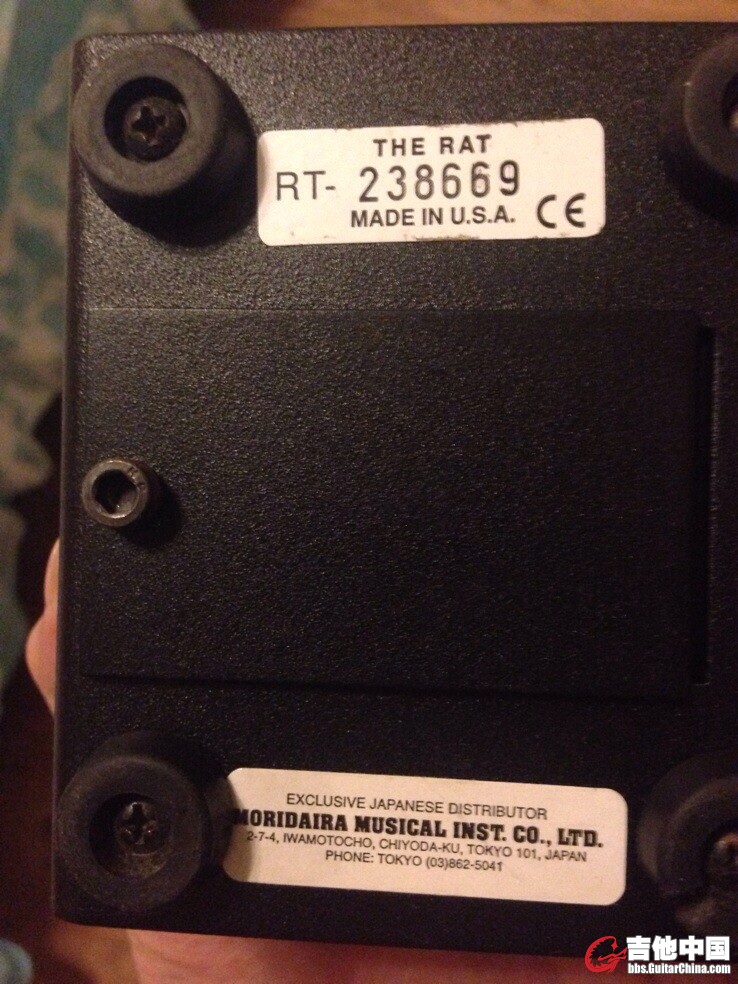 THE RAT
RT- 238669
MADE IN U.S.A. CE
EXCLUSIVE JAPANESE DISTRIBUTOR
MORIDAIRA MUSICAL INST. CO., LTD.
2-7-4, IWAMOTOCHO, CHIYODA-KU, TOKYO 101, JAPAN
PHONE: TOKYO (03)862-5041
吉他中国
bbs.GuitarChina.com